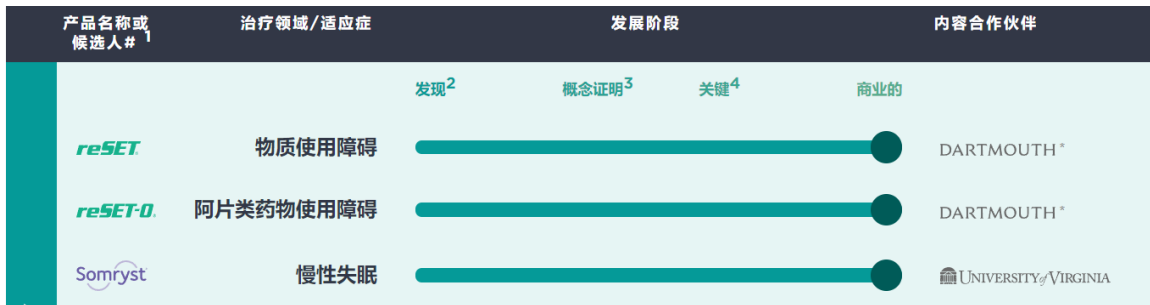 产品名称或
候选人# 1
治疗领域/适应症
发展阶段
内容合作伙伴
发现2
概念证明3
关键4
商业的
reSET
物质使用障碍
DARTMOUTH*
reSET-O
阿片类药物使用障碍
DARTMOUTH*
Somryst
慢性失眠
UNIVERSITY of VIRGINIA